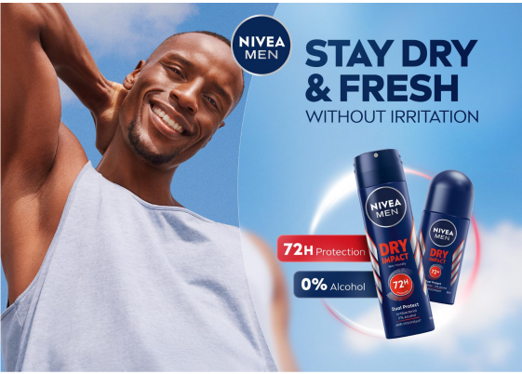 NIVEA
MEN
STAY DRY
& FRESH
WITHOUT IRRITATION
72H Protection
0% Alcohol
NIVEA
MEN
DRY
IMPACT
72H
Dual Protect
NIVEA
MEN
DRY
IMPACT
72H